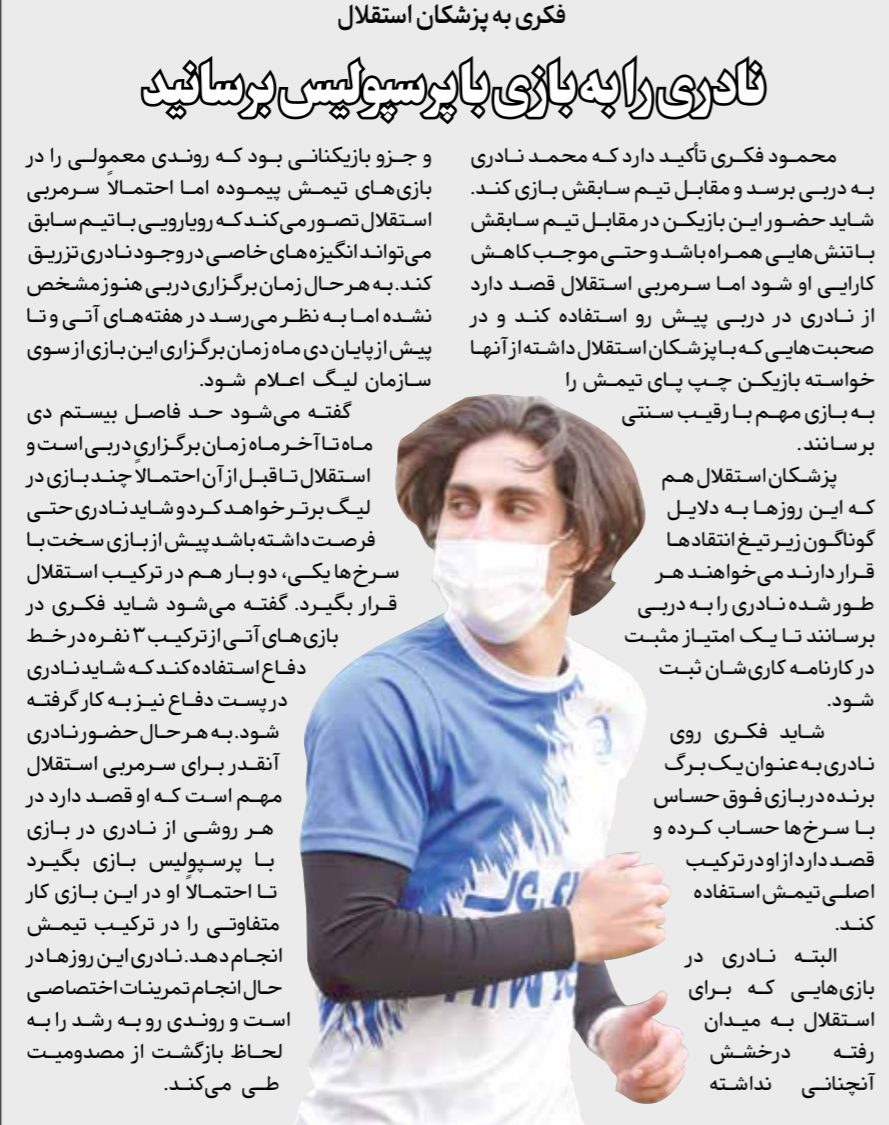 فکری به پزشکان استقلال
نادری را به بازی با پرسپولیس برسانید
محمود فکری تأکید دارد که محمد نادری
به دربی برسد و مقابل تیم سابقش بازی کند.
شاید حضور این بازیکن در مقابل تیم سابقش
با تنش‌هایی همراه باشد و حتی موجب کاهش
کارایی او شود اما سرمربی استقلال قصد دارد
از نادری در دربی پیش رو استفاده کند و در
صحبت‌هایی که با پزشکان استقلال داشته از آنها
خواسته بازیکن چپ پای تیمش را
به بازی مهم با رقیب سنتی
برسانند.
پزشکان استقلال هم
که این روزها به دلایل
گوناگون زیر تیغ انتقادها
قرار دارند می‌خواهند هر
طور شده نادری را به دربی
برسانند تا یک امتیاز مثبت
در کارنامه کاری‌شان ثبت
شود.
شاید فکری روی
نادری به عنوان یک برگ
برنده در بازی فوق حساس
با سرخ‌ها حساب کرده و
قصد دارد از او در ترکیب
اصلی تیمش استفاده
کند.
البته نادری در
بازی‌هایی که برای
استقلال به میدان
رفته درخشش
آنچنانی نداشته
و جزو بازیکنانی بود که روندی معمولی را در
بازی‌های تیمش پیموده اما احتمالاً سرمربی
استقلال تصور می‌کند که رویارویی با تیم سابق
می‌تواند انگیزه‌های خاصی در وجود نادری تزریق
کند. به هر حال زمان برگزاری دربی هنوز مشخص
نشده اما به نظر می‌رسد در هفته‌های آتی و تا
پیش از پایان دی ماه زمان برگزاری این بازی از سوی
سازمان لیگ اعلام شود.
گفته می‌شود حد فاصل بیستم دی
ماه تا آخر ماه زمان برگزاری دربی است و
استقلال تا قبل از آن احتمالاً چند بازی در
لیگ برتر خواهد کرد و شاید نادری حتی
فرصت داشته باشد پیش از بازی سخت با
سرخ‌ها یکی، دو بار هم در ترکیب استقلال
قرار بگیرد. گفته می‌شود شاید فکری در
بازی‌های آتی از ترکیب ۳ نفره در خط
دفاع استفاده کند که شاید نادری
در پست دفاع نیز به کار گرفته
شود. به هر حال حضور نادری
آنقدر برای سرمربی استقلال
مهم است که او قصد دارد در
هر روشی از نادری در بازی
با پرسپولیس بازی بگیرد
تا احتمالاً او در این بازی کار
متفاوتی را در ترکیب تیمش
انجام دهد. نادری این روزها در
حال انجام تمرینات اختصاصی
است و روندی رو به رشد را به
لحاظ بازگشت از مصدومیت
طی می‌کند.